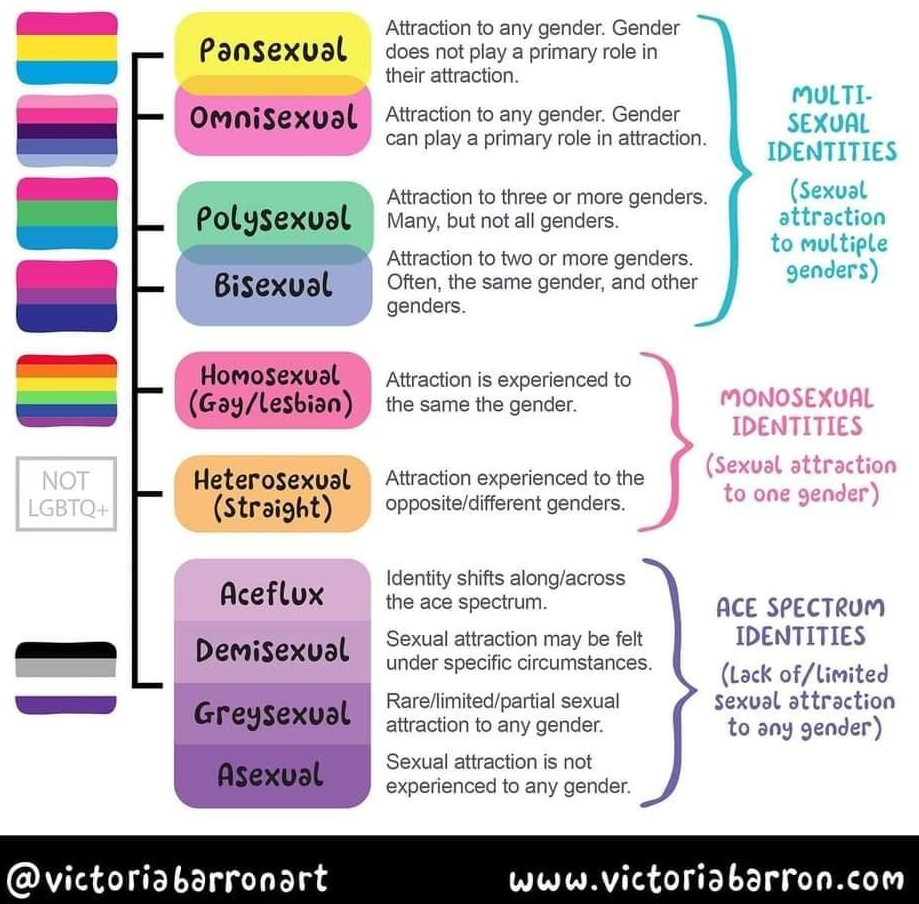 Pansexual
Attraction to any gender. Gender
does not play a primary role in
their attraction.
Omnisexual
Attraction to any gender. Gender
can play a primary role in attraction.
Polysexual
Attraction to three or more genders.
Many, but not all genders.
Bisexual
Attraction to two or more genders.
Often, the same gender, and other
genders.
MULTI-
SEXUAL
IDENTITIES
(Sexual
attraction
to multiple
genders)
Homosexual
(Gay/Lesbian)
Attraction is experienced to
the same the gender.
NOT
LGBTQ+
Heterosexual
(Straight)
Attraction experienced to the
opposite/different genders.
MONOSEXUAL
IDENTITIES
(Sexual attraction
to one gender)
Aceflux
Identity shifts along/across
the ace spectrum.
Demisexual
Sexual attraction may be felt
under specific circumstances.
Greysexual
Rare/limited/partial sexual
attraction to any gender.
Asexual
Sexual attraction is not
experienced to any gender.
ACE SPECTRUM
IDENTITIES
(Lack of/limited
sexual attraction
to any gender)
@victoriabarronart
www.victoriabarron.com